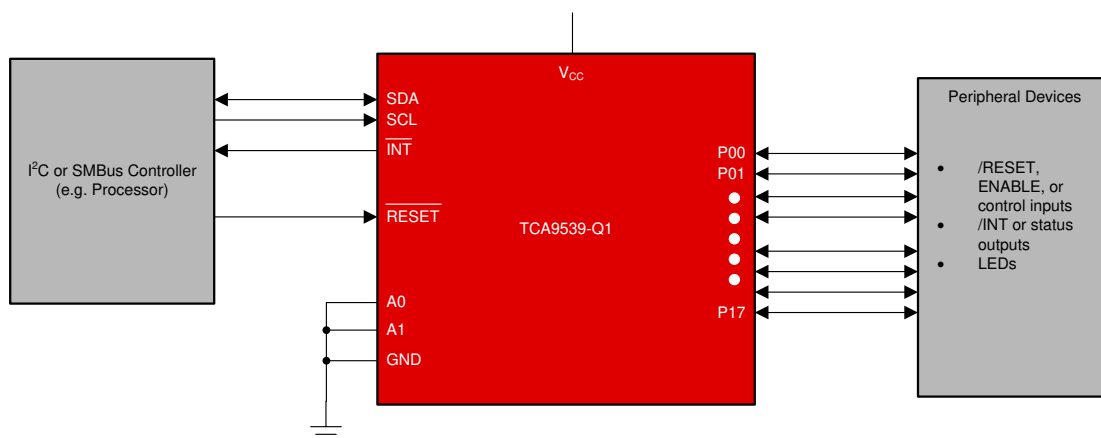 V_CC
SDA
SCL
INT
RESET
A0
A1
GND
TCA9539-Q1
P00
P01
P17
I²C or SMBus Controller
(e.g. Processor)
Peripheral Devices
• /RESET,
ENABLE, or
control inputs
• /INT or status
outputs
• LEDs